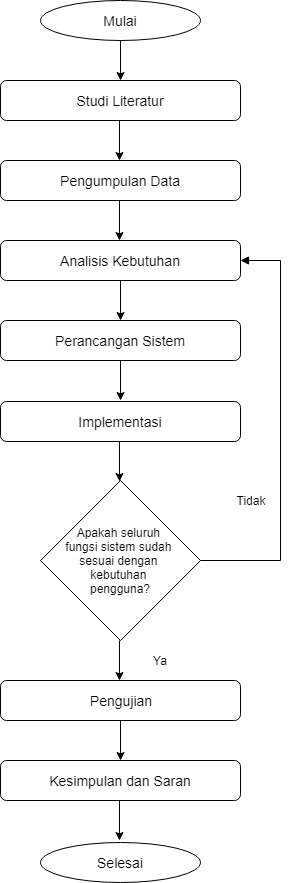 Mulai
Studi Literatur
Pengumpulan Data
Analisis Kebutuhan
Perancangan Sistem
Implementasi
Tidak
Apakah seluruh
fungsi sistem sudah
sesuai dengan
kebutuhan
pengguna?
Ya
Pengujian
Kesimpulan dan Saran
Selesai